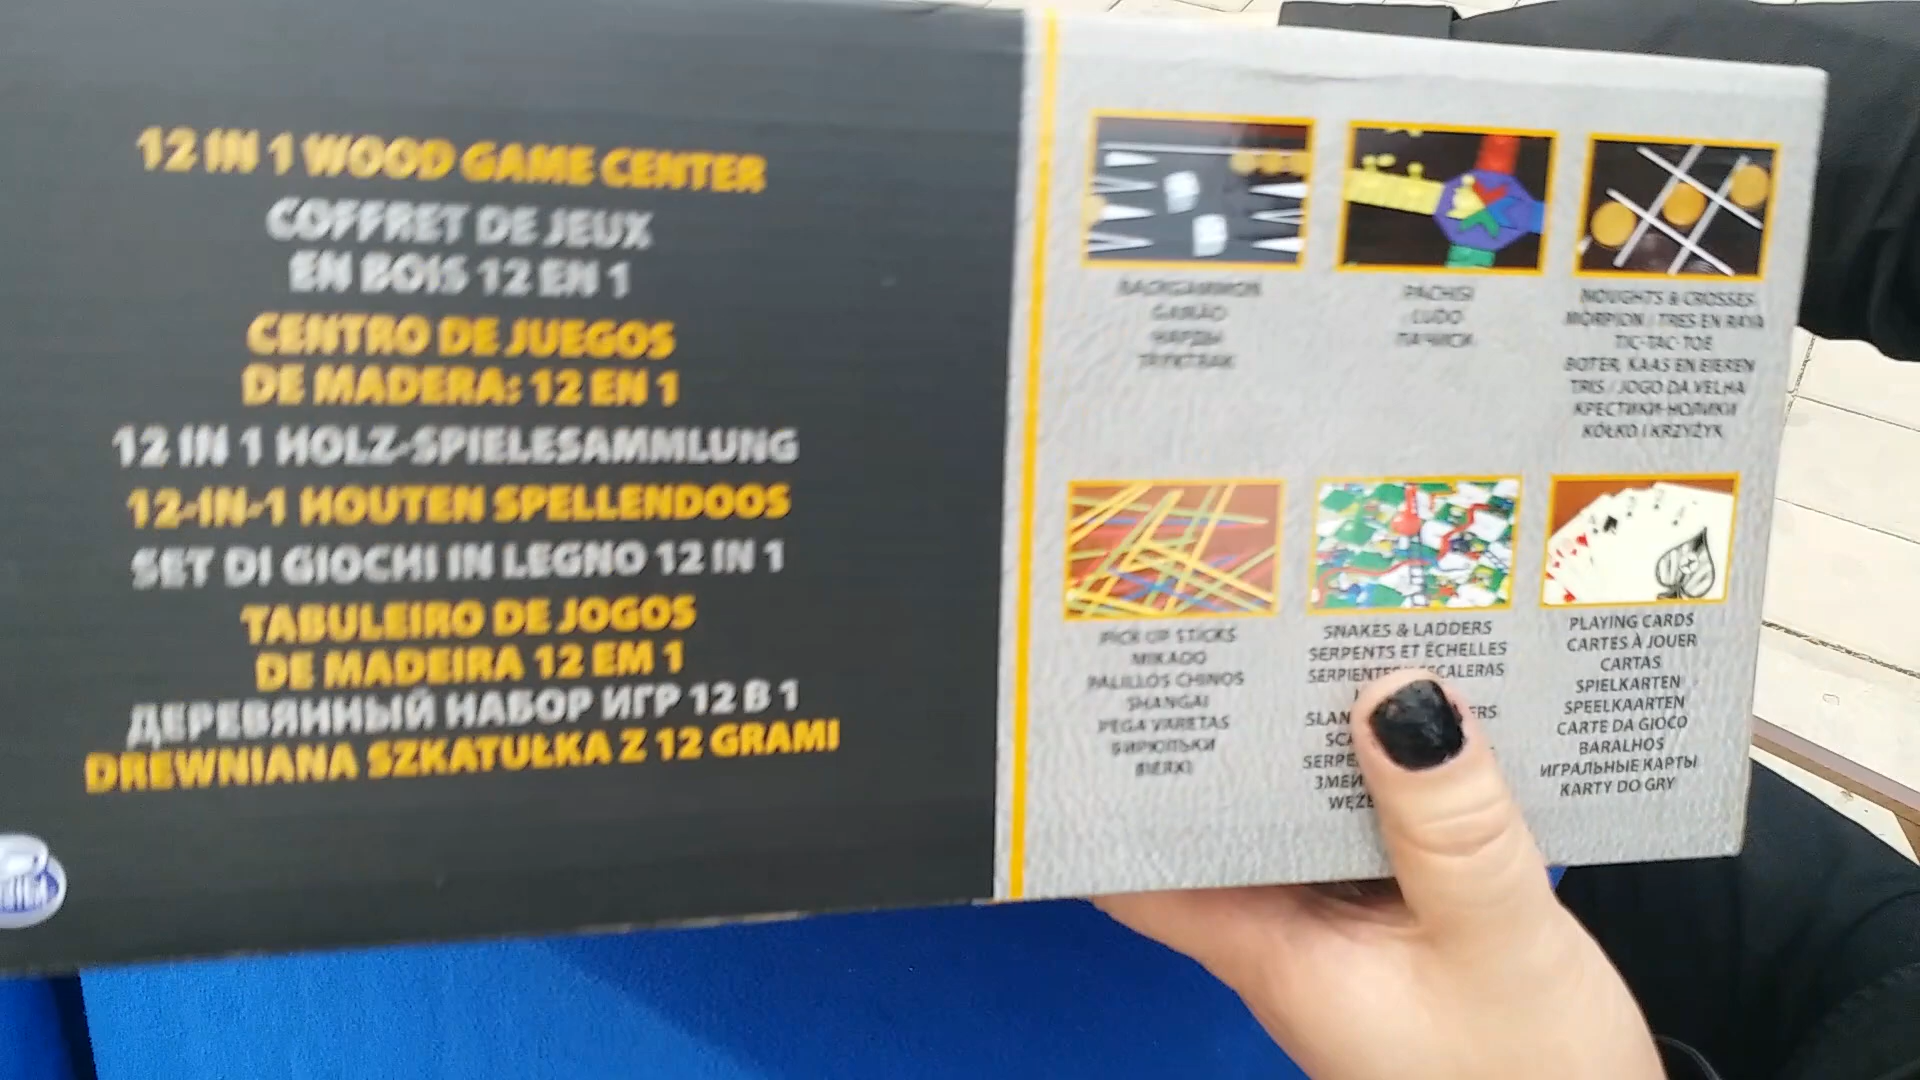 12 IN 1 WOOD GAME CENTER
COFFRET DE JEUX
EN BOIS 12 EN 1
CENTRO DE JUEGOS
DE MADERA: 12 EN 1
12 IN 1 HOLZ-SPIELESAMMLUNG
12-IN-1 HOUTEN SPELLENDOOS
SET DI GIOCHI IN LEGNO 12 IN 1
TABULEIRO DE JOGOS
DE MADEIRA 12 EM 1
ДЕРЕВЯННЫЙ НАБОР ИГР 12 В 1
DREWNIANA SZKATUŁKA Z 12 GRAMI
BACKGAMMON
GAMÃO
НАРДЫ
TRYKTRAK
PACHISI
LUDO
ПАЧИСИ
NOUGHTS & CROSSES
MORPION / TRES EN RAYA
TIC-TAC-TOE
BOTER, KAAS EN EIEREN
TRIS / JOGO DA VELHA
КРЕСТИКИ-НОЛИКИ
KÓŁKO I KRZYŻYK
PICK UP STICKS
MIKADO
PALILLOS CHINOS
SHANGAI
PEGA VARETAS
БИРЮЛЬКИ
BIERKI
SNAKES & LADDERS
SERPENTS ET ÉCHELLES
PLAYING CARDS
CARTES À JOUER
CARTAS
SPIELKARTEN
SPEELKAARTEN
CARTE DA GIOCO
BARALHOS
ИГРАЛЬНЫЕ КАРТЫ
KARTY DO GRY